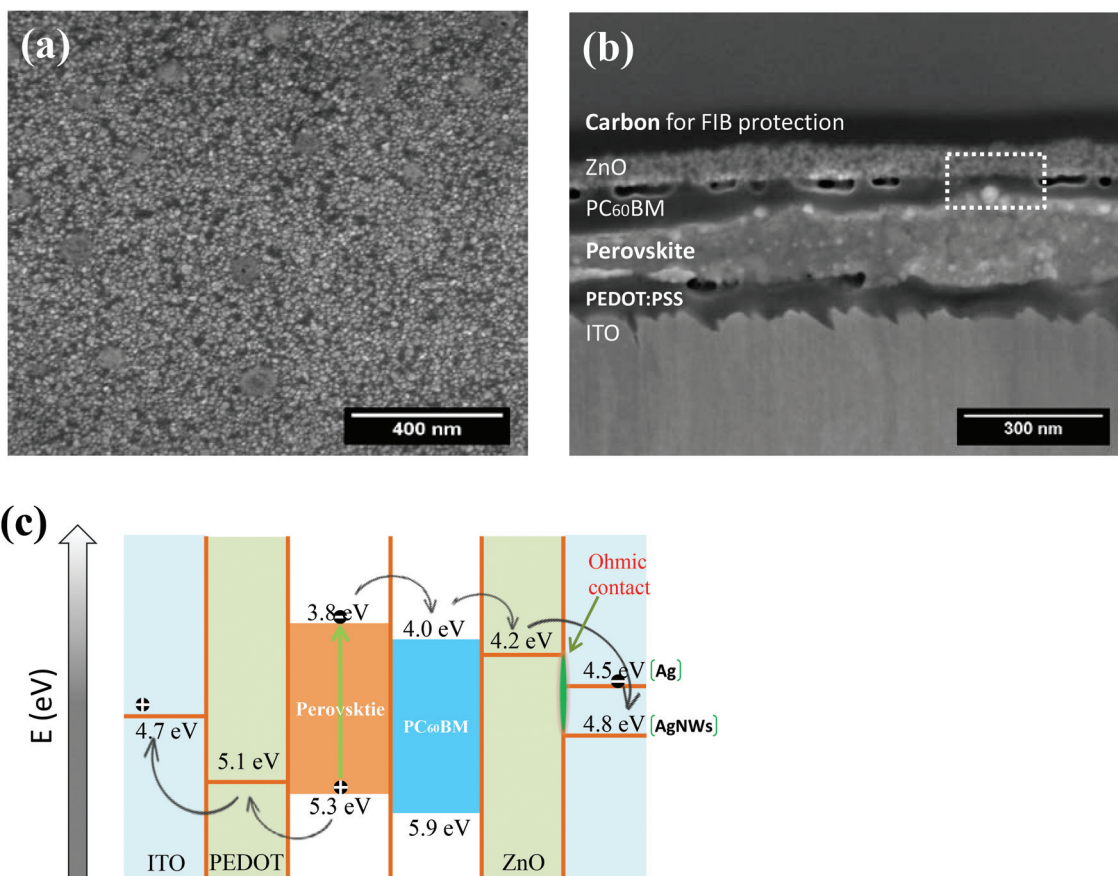 (a)
400 nm
(b)
Carbon for FIB protection
ZnO
PC60BM
Perovskite
PEDOT:PSS
ITO
300 nm
(c)
E (eV)
Ohmic
contact
3.8 eV
4.0 eV
4.2 eV
4.5 eV [Ag]
4.7 eV
Perovsktie
PC60BM
4.8 eV [AgNWs]
5.1 eV
5.3 eV
5.9 eV
ITO
PEDOT
ZnO